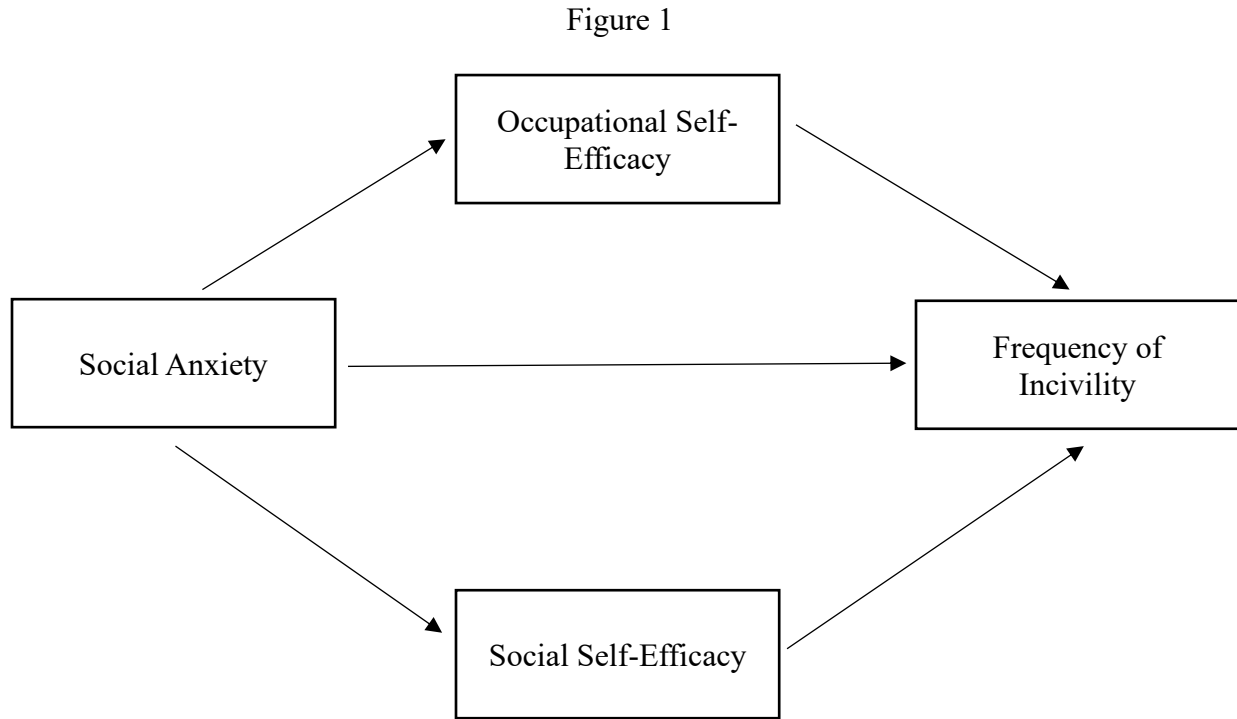 Figure 1
Occupational Self-
Efficacy
Social Anxiety
Frequency of
Incivility
Social Self-Efficacy